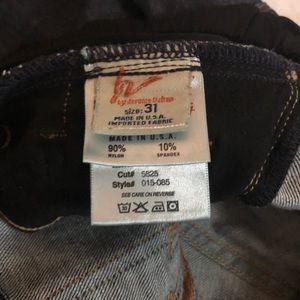 SIZE: 31
MADE IN U.S.A.
IMPORTED FABRIC
MADE IN U.S.A.
90% 10%
NYLON SPANDEX
Cut# 5825
Style# 015-085
SEE CARE ON REVERSE